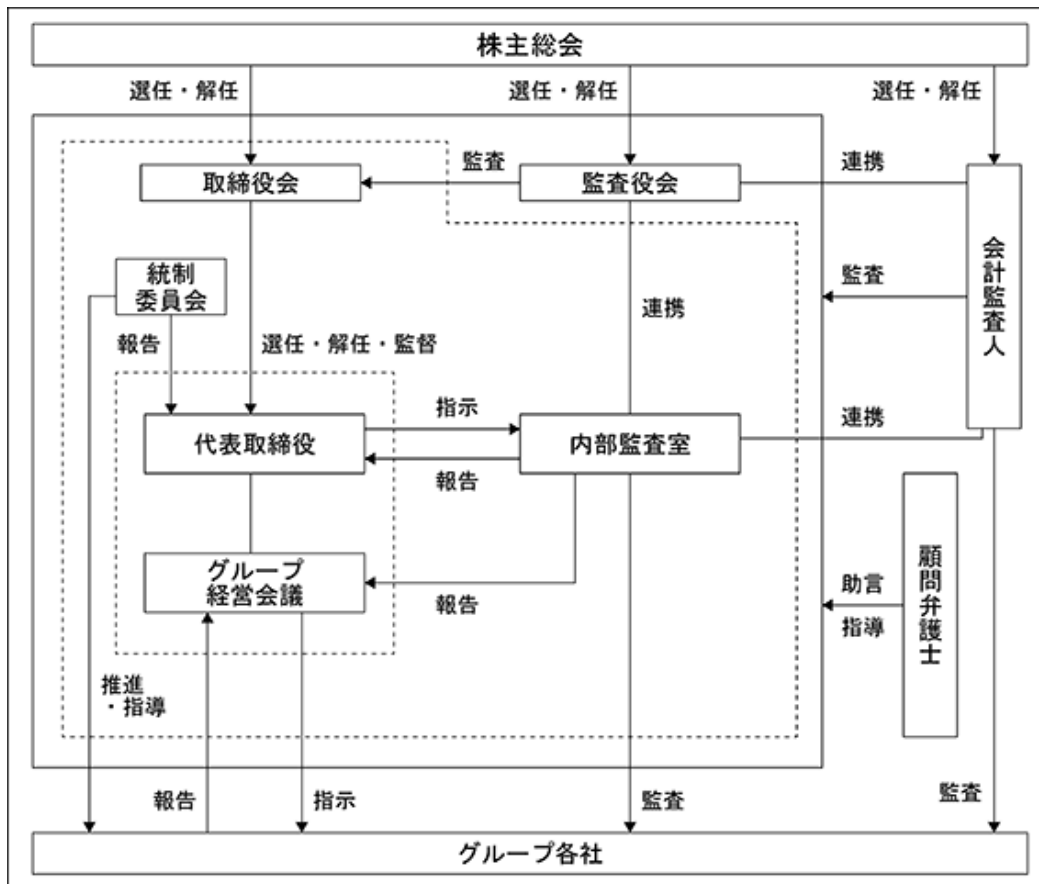 株主総会
選任・解任
選任・解任
選任・解任
取締役会
監査
監査役会
連携
会計監査人
統制
委員会
監査
報告
選任・解任・監督
連携
代表取締役
指示
報告
内部監査室
連携
グループ
経営会議
報告
助言
指導
顧問弁護士
推進
・指導
報告
指示
監査
監査
グループ各社